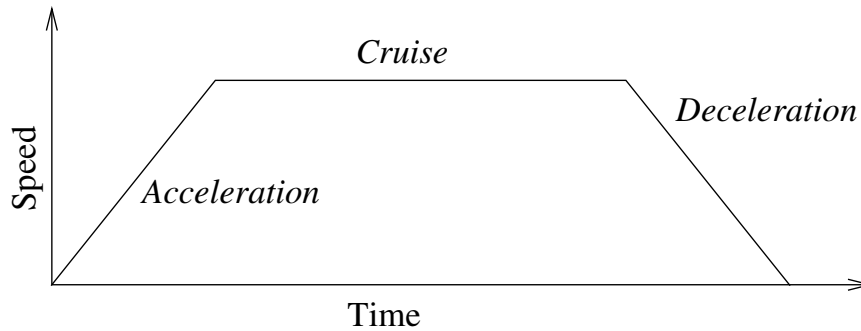 Cruise
Deceleration
Speed
Acceleration
Time